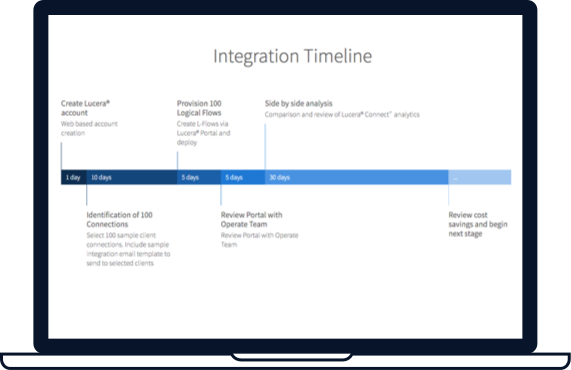 Integration Timeline
Create Lucera®
account
Web based account
creation
Provision 100
Logical Flows
Create L-Flows via
Lucera® Portal and
deploy
Side by side analysis
Comparison and review of Lucera® Connect™ analytics
1 day
10 days
5 days
5 days
30 days
...
Identification of 100
Connections
Select 100 sample client
connections. Include sample
integration email template to
send to selected clients
Review Portal with
Operate Team
Review Portal with Operate
Team
Review cost
savings and begin
next stage